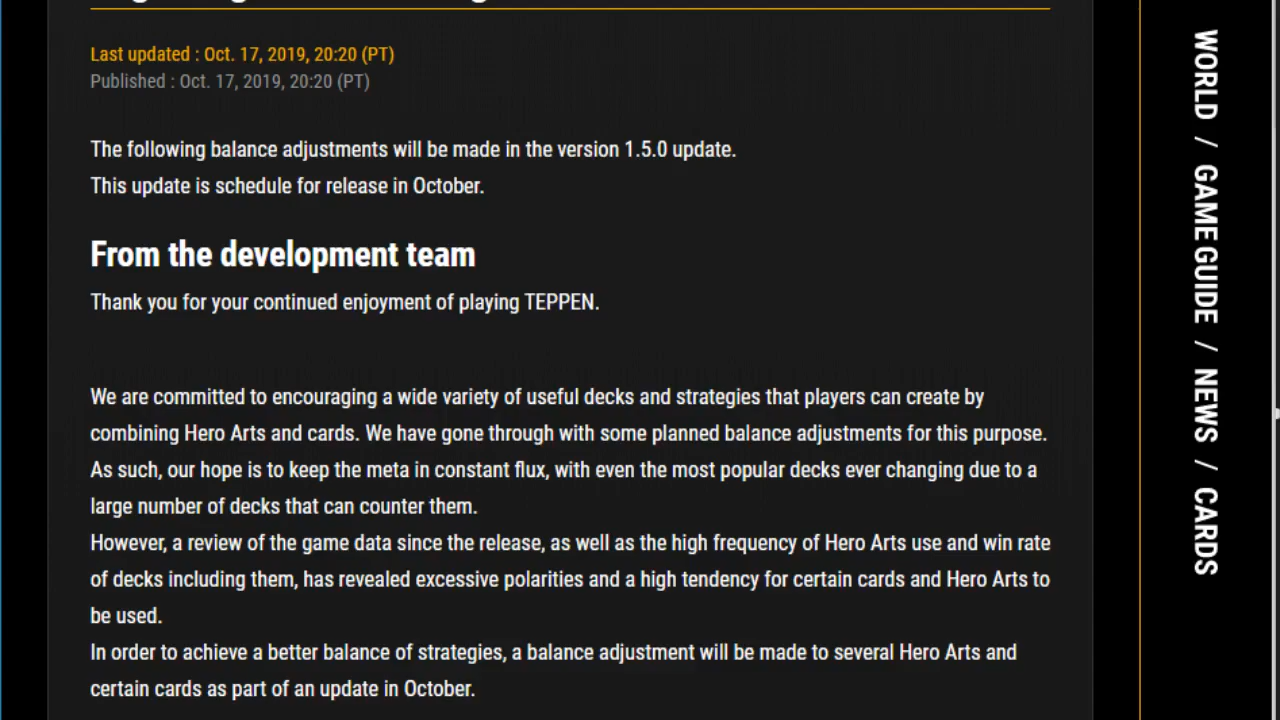 Last updated : Oct. 17, 2019, 20:20 (PT)
Published : Oct. 17, 2019, 20:20 (PT)
The following balance adjustments will be made in the version 1.5.0 update.
This update is schedule for release in October.
From the development team
Thank you for your continued enjoyment of playing TEPPEN.
We are committed to encouraging a wide variety of useful decks and strategies that players can create by
combining Hero Arts and cards. We have gone through with some planned balance adjustments for this purpose.
As such, our hope is to keep the meta in constant flux, with even the most popular decks ever changing due to a
large number of decks that can counter them.
However, a review of the game data since the release, as well as the high frequency of Hero Arts use and win rate
of decks including them, has revealed excessive polarities and a high tendency for certain cards and Hero Arts to
be used.
In order to achieve a better balance of strategies, a balance adjustment will be made to several Hero Arts and
certain cards as part of an update in October.
WORLD / GAME GUIDE / NEWS / CARDS